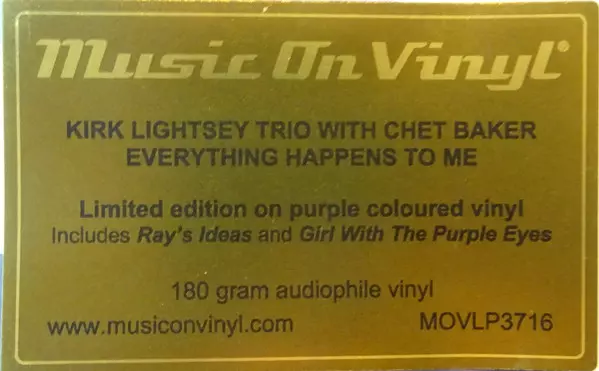 Music On Vinyl®
KIRK LIGHTSEY TRIO WITH CHET BAKER
EVERYTHING HAPPENS TO ME
Limited edition on purple coloured vinyl
Includes Ray's Ideas and Girl With The Purple Eyes
180 gram audiophile vinyl
www.musiconvinyl.com MOVLP3716